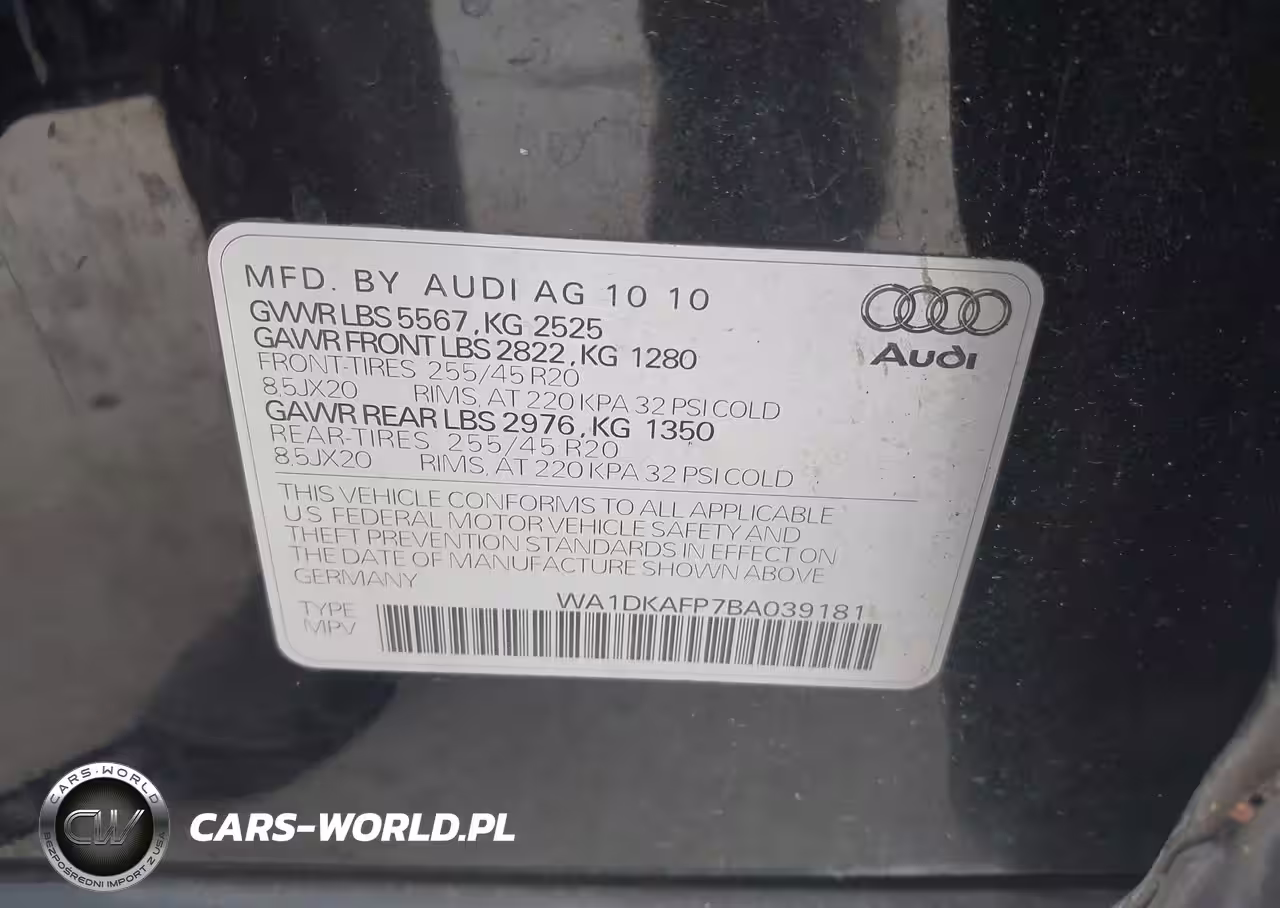 MFD. BY AUDI AG 10 10
GVWR LBS 5567, KG 2525
GAWR FRONT LBS 2822, KG 1280
FRONT-TIRES 255/45 R20
8,5JX20 RIMS, AT 220 KPA 32 PSI COLD
GAWR REAR LBS 2976, KG 1350
REAR-TIRES 255/45 R20
8,5JX20 RIMS, AT 220 KPA 32 PSI COLD
Audi
THIS VEHICLE CONFORMS TO ALL APPLICABLE
U.S. FEDERAL MOTOR VEHICLE SAFETY AND
THEFT PREVENTION STANDARDS IN EFFECT ON
THE DATE OF MANUFACTURE SHOWN ABOVE
GERMANY
WA1DKAFP7BA039181
TYPE
MPV
CARS-WORLD
CW
BEZPOŚREDNI IMPORT Z USA
CARS-WORLD.PL